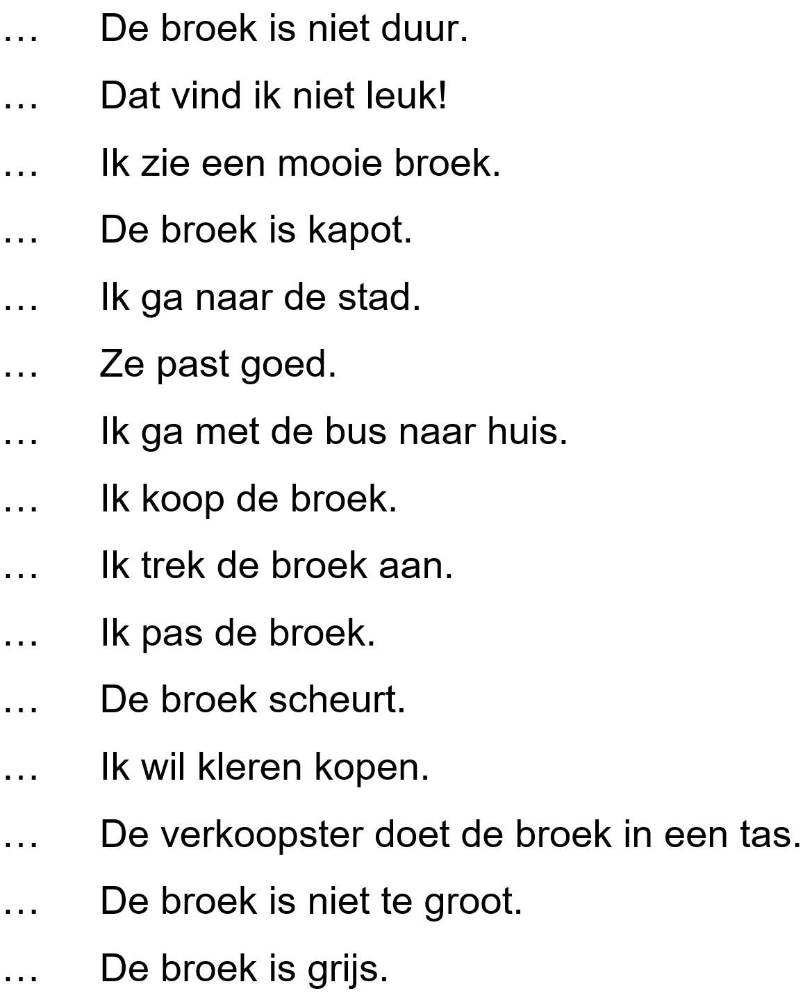 … De broek is niet duur.
… Dat vind ik niet leuk!
… Ik zie een mooie broek.
… De broek is kapot.
… Ik ga naar de stad.
… Ze past goed.
… Ik ga met de bus naar huis.
… Ik koop de broek.
… Ik trek de broek aan.
… Ik pas de broek.
… De broek scheurt.
… Ik wil kleren kopen.
… De verkoopster doet de broek in een tas.
… De broek is niet te groot.
… De broek is grijs.